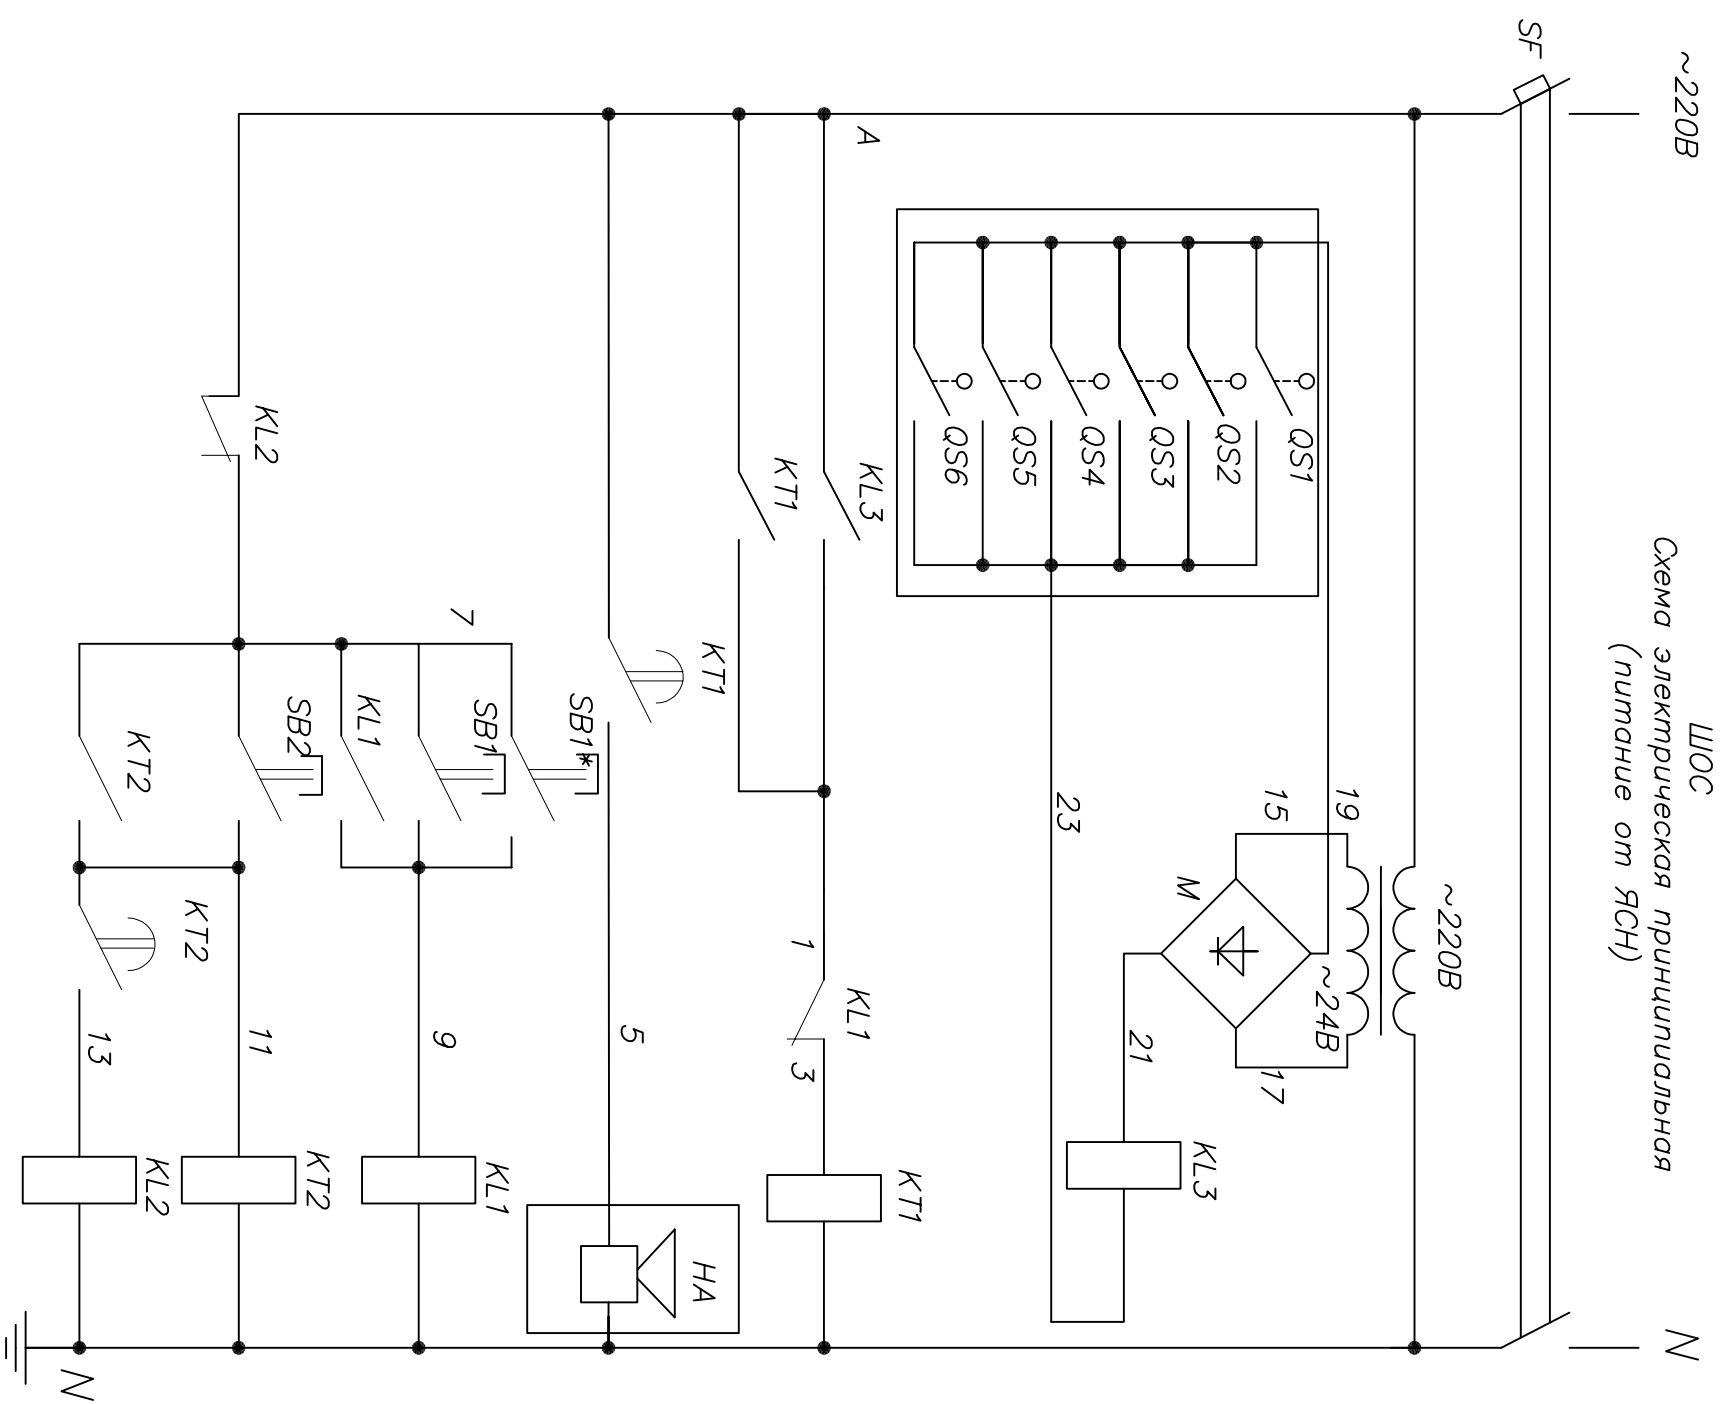 ШОС
~220В
N
Схема электрическая принципиальная
(питание от ЯСН)
SF
~220В
19
~24В
QS1
15
17
QS2
M
KL3
QS3
21
QS4
23
QS5
QS6
A
KL3
KL1
KT1
KT1
1
3
KT1
HA
5
SB1*
SB1
KL1
7
9
KL1
SB2
KT2
KL2
11
KT2
KT2
KL2
13
N